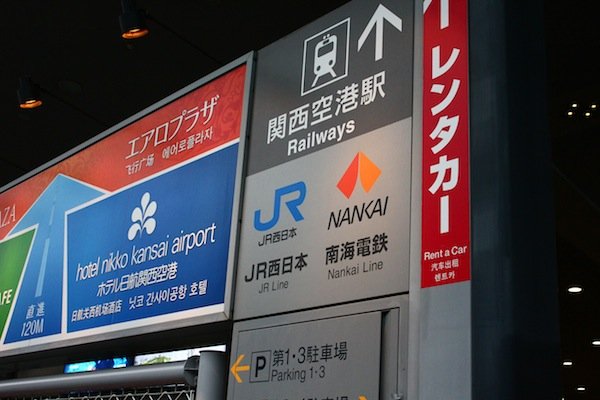 エアロプラザ
飞行广场 에어로플라자
AZA
hotel nikko kansai airport
ホテル日航関西空港
日航关西机场酒店 닛코 간사이공항 호텔
直進
120M
関西空港駅
Railways
JR
JR西日本
NANKAI
JR西日本
JR Line
南海電鉄
Nankai Line
P 第1・3駐車場
Parking 1・3
レンタカー
Rent a Car
汽车出租
렌트카